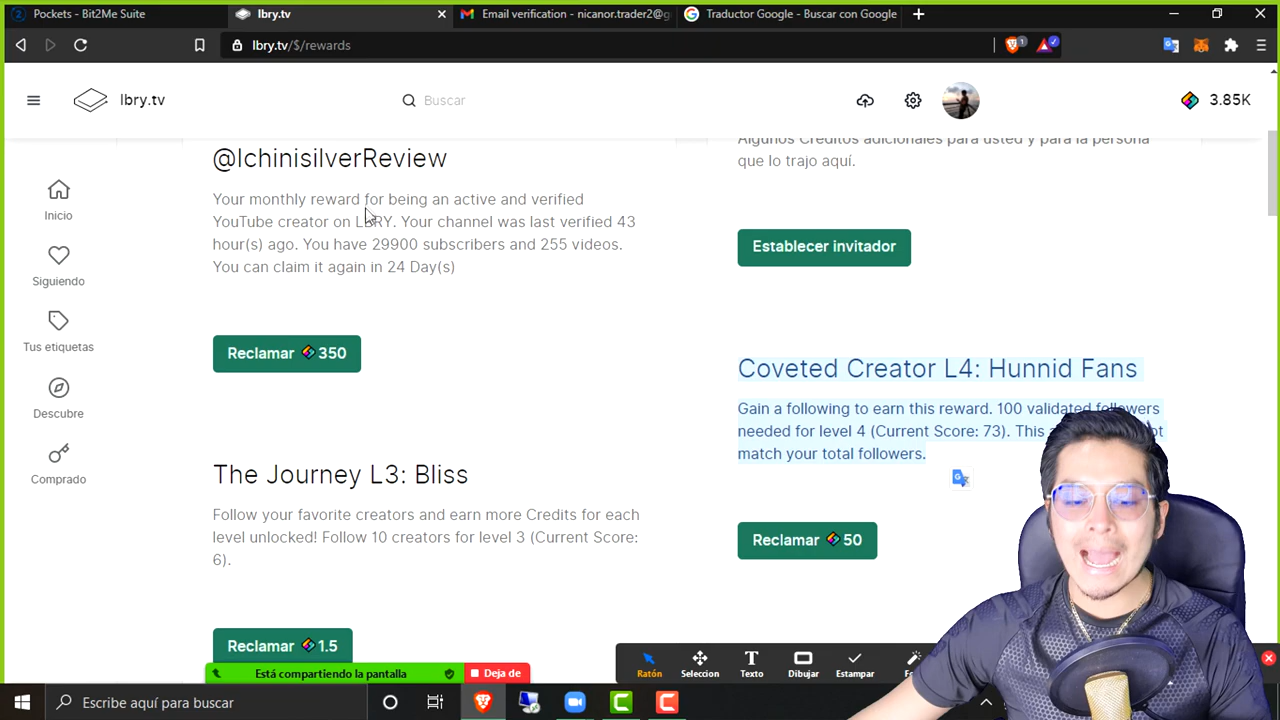 Pockets - Bit2Me Suite
lbry.tv
Email verification - nicanor.trader2@g
Traductor Google - Buscar con Google
lbry.tv/$/rewards
1
lbry.tv
Buscar
3.85K
Inicio
Siguiendo
Tus etiquetas
Descubre
Comprado
@IchinisilverReview
Your monthly reward for being an active and verified
YouTube creator on LBRY. Your channel was last verified 43
hour(s) ago. You have 29900 subscribers and 255 videos.
You can claim it again in 24 Day(s)
Reclamar 350
The Journey L3: Bliss
Follow your favorite creators and earn more Credits for each
level unlocked! Follow 10 creators for level 3 (Current Score:
6).
Reclamar 1.5
Algunos Créditos adicionales para usted y para la persona
que lo trajo aquí.
Establecer invitador
Coveted Creator L4: Hunnid Fans
Gain a following to earn this reward. 100 validated followers
needed for level 4 (Current Score: 73). This
match your total followers.
Reclamar 50
Está compartiendo la pantalla
Deja de
Ratón
Seleccion
Texto
Dibujar
Estampar
Escribe aquí para buscar